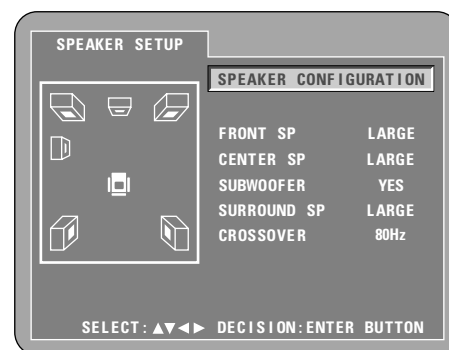 SPEAKER SETUP
SPEAKER CONFIGURATION
FRONT SP LARGE
CENTER SP LARGE
SUBWOOFER YES
SURROUND SP LARGE
CROSSOVER 80Hz
SELECT:▲▼◀▶ DECISION:ENTER BUTTON